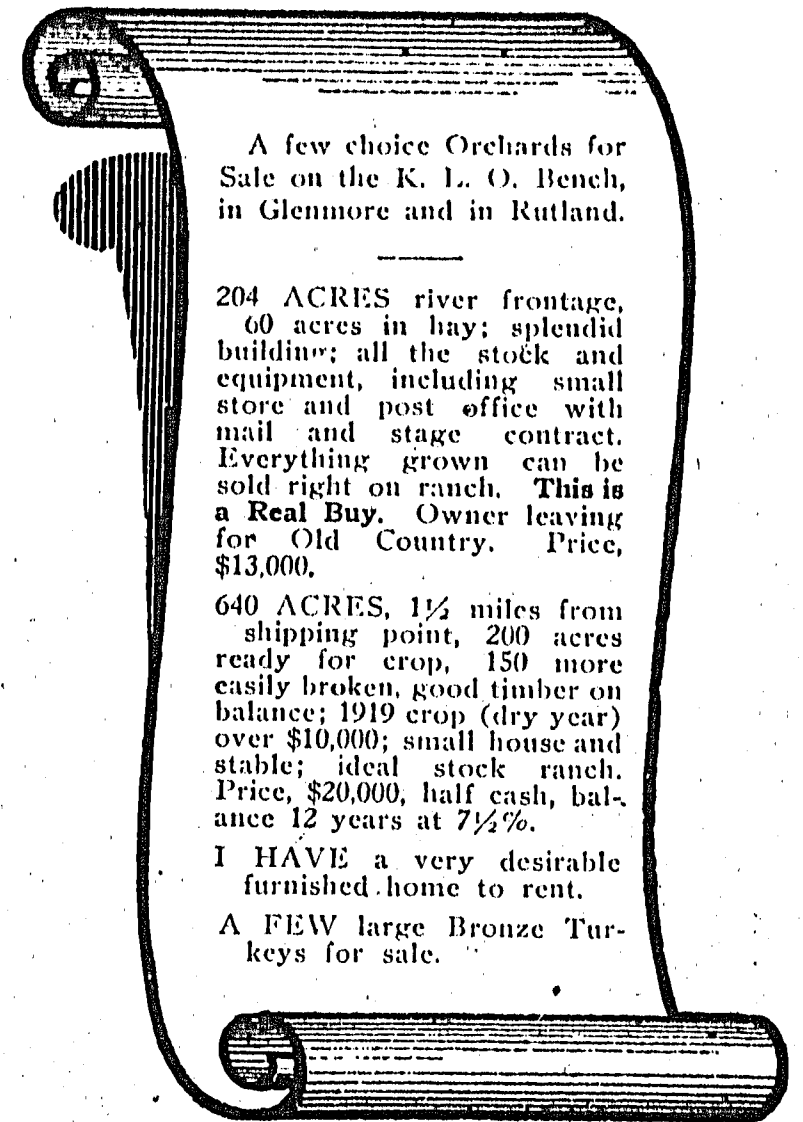 A few choice Orchards for
Sale on the K. L. O. Bench,
in Glenmore and in Rutland.
204 ACRES river frontage,
60 acres in hay; splendid
building; all the stock and
equipment, including small
store and post office with
mail and stage contract.
Everything grown can be
sold right on ranch. This is
a Real Buy. Owner leaving
for Old Country. Price,
$13,000.
640 ACRES, 1½ miles from
shipping point, 200 acres
ready for crop, 150 more
easily broken, good timber on
balance; 1919 crop (dry year)
over $10,000; small house and
stable; ideal stock ranch.
Price, $20,000, half cash, bal-
ance 12 years at 7½%.
I HAVE a very desirable
furnished home to rent.
A FEW large Bronze Tur-
keys for sale.